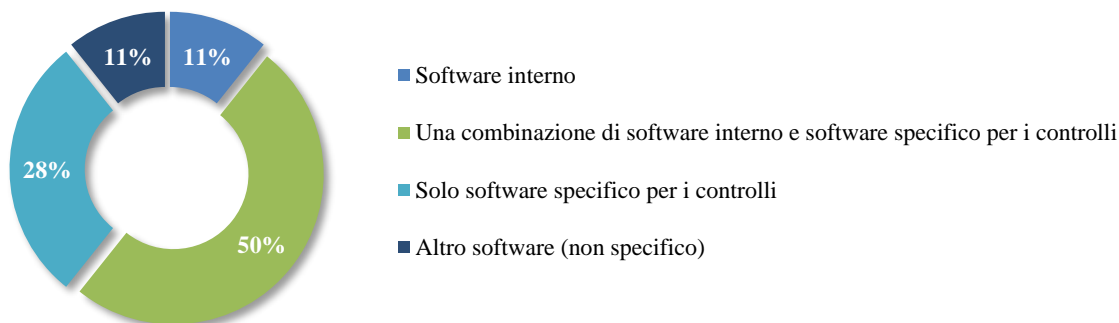 11%
11%
28%
50%
Software interno
Una combinazione di software interno e software specifico per i controlli
Solo software specifico per i controlli
Altro software (non specifico)